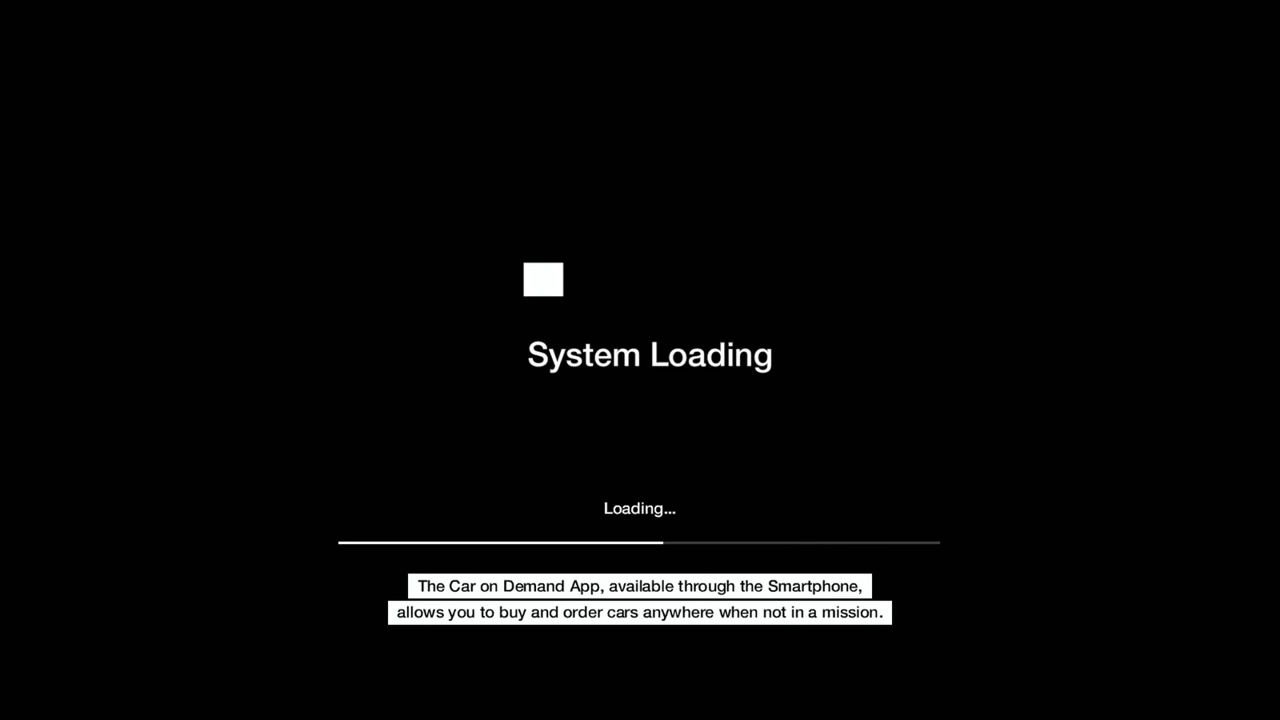 System Loading
Loading...
The Car on Demand App, available through the Smartphone,
allows you to buy and order cars anywhere when not in a mission.